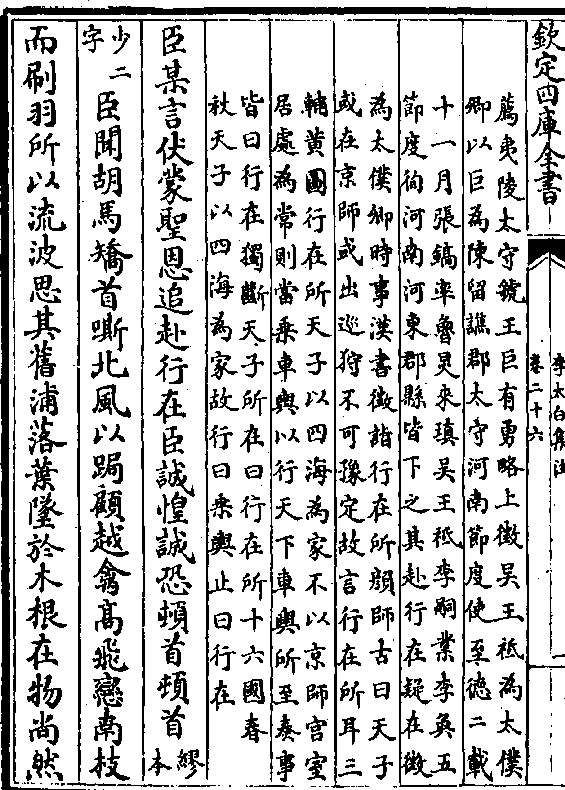 欽定四庫全書
李太白集注
卷二十六
一
薦夷陵太守虢王巨有勇略上徵吳王祗為太僕
卿以巨為陳留譙郡太守河南節度使至德二載
十一月張鎬率魯炅來瑱吳王祗李嗣業李奐五
節度徇河南河東郡縣皆下之其赴行在疑在徵
為太僕卿時事漢書徵詣行在所顔師古曰天子
或在京師或出巡狩不可豫定故言行在所耳三
輔黃圖行在所天子以四海為家不以京師宮室
居處為常則當乗車輿以行天下車輿所至奏事
皆曰行在獨斷天子所在曰行在所十六國春
秋天子以四海為家故行曰乗輿止曰行在
臣某言伏蒙聖恩追赴行在臣誠惶誠恐頓首頓首繆本
少二字臣聞胡馬矯首嘶北風以跼顧越禽高飛戀南枝
而刷羽所以流波思其舊浦落葉墜於本根在物尚然